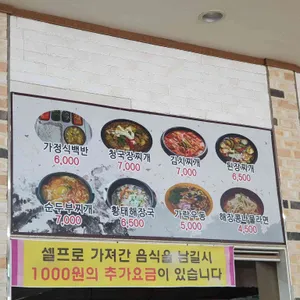 가정식백반
6,000
청국장찌개
7,000
김치찌개
7,000
된장찌개
6,500
순두부찌개
7,000
황태해장국
6,500
가락우동
5,000
해장콩나물라면
4,500
셀프로 가져간 음식을 남길시
1000원의 추가요금이 있습니다